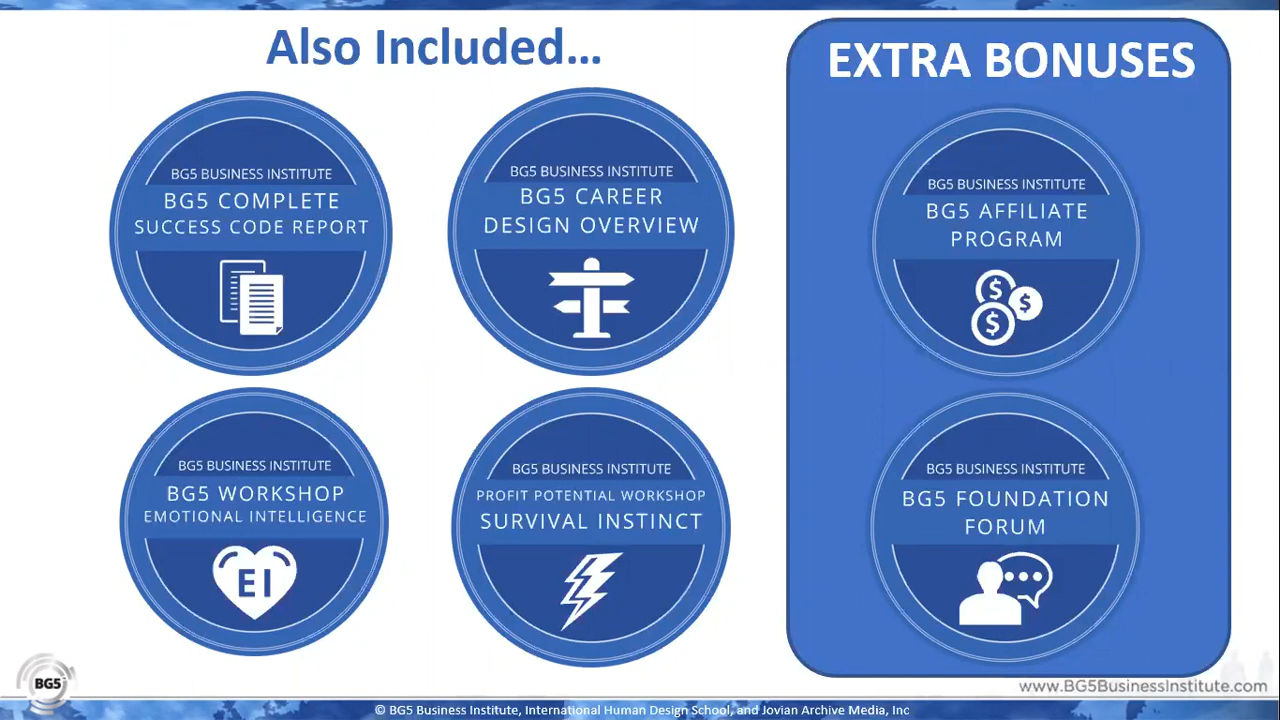 Also Included...
BG5 BUSINESS INSTITUTE
BG5 COMPLETE
SUCCESS CODE REPORT
BG5 BUSINESS INSTITUTE
BG5 CAREER
DESIGN OVERVIEW
BG5 BUSINESS INSTITUTE
BG5 WORKSHOP
EMOTIONAL INTELLIGENCE
EI
BG5 BUSINESS INSTITUTE
PROFIT POTENTIAL WORKSHOP
SURVIVAL INSTINCT
EXTRA BONUSES
BG5 BUSINESS INSTITUTE
BG5 AFFILIATE
PROGRAM
$ $
$
BG5 BUSINESS INSTITUTE
BG5 FOUNDATION
FORUM
BG5
www.BG5BusinessInstitute.com
© BG5 Business Institute, International Human Design School, and Jovian Archive Media, Inc